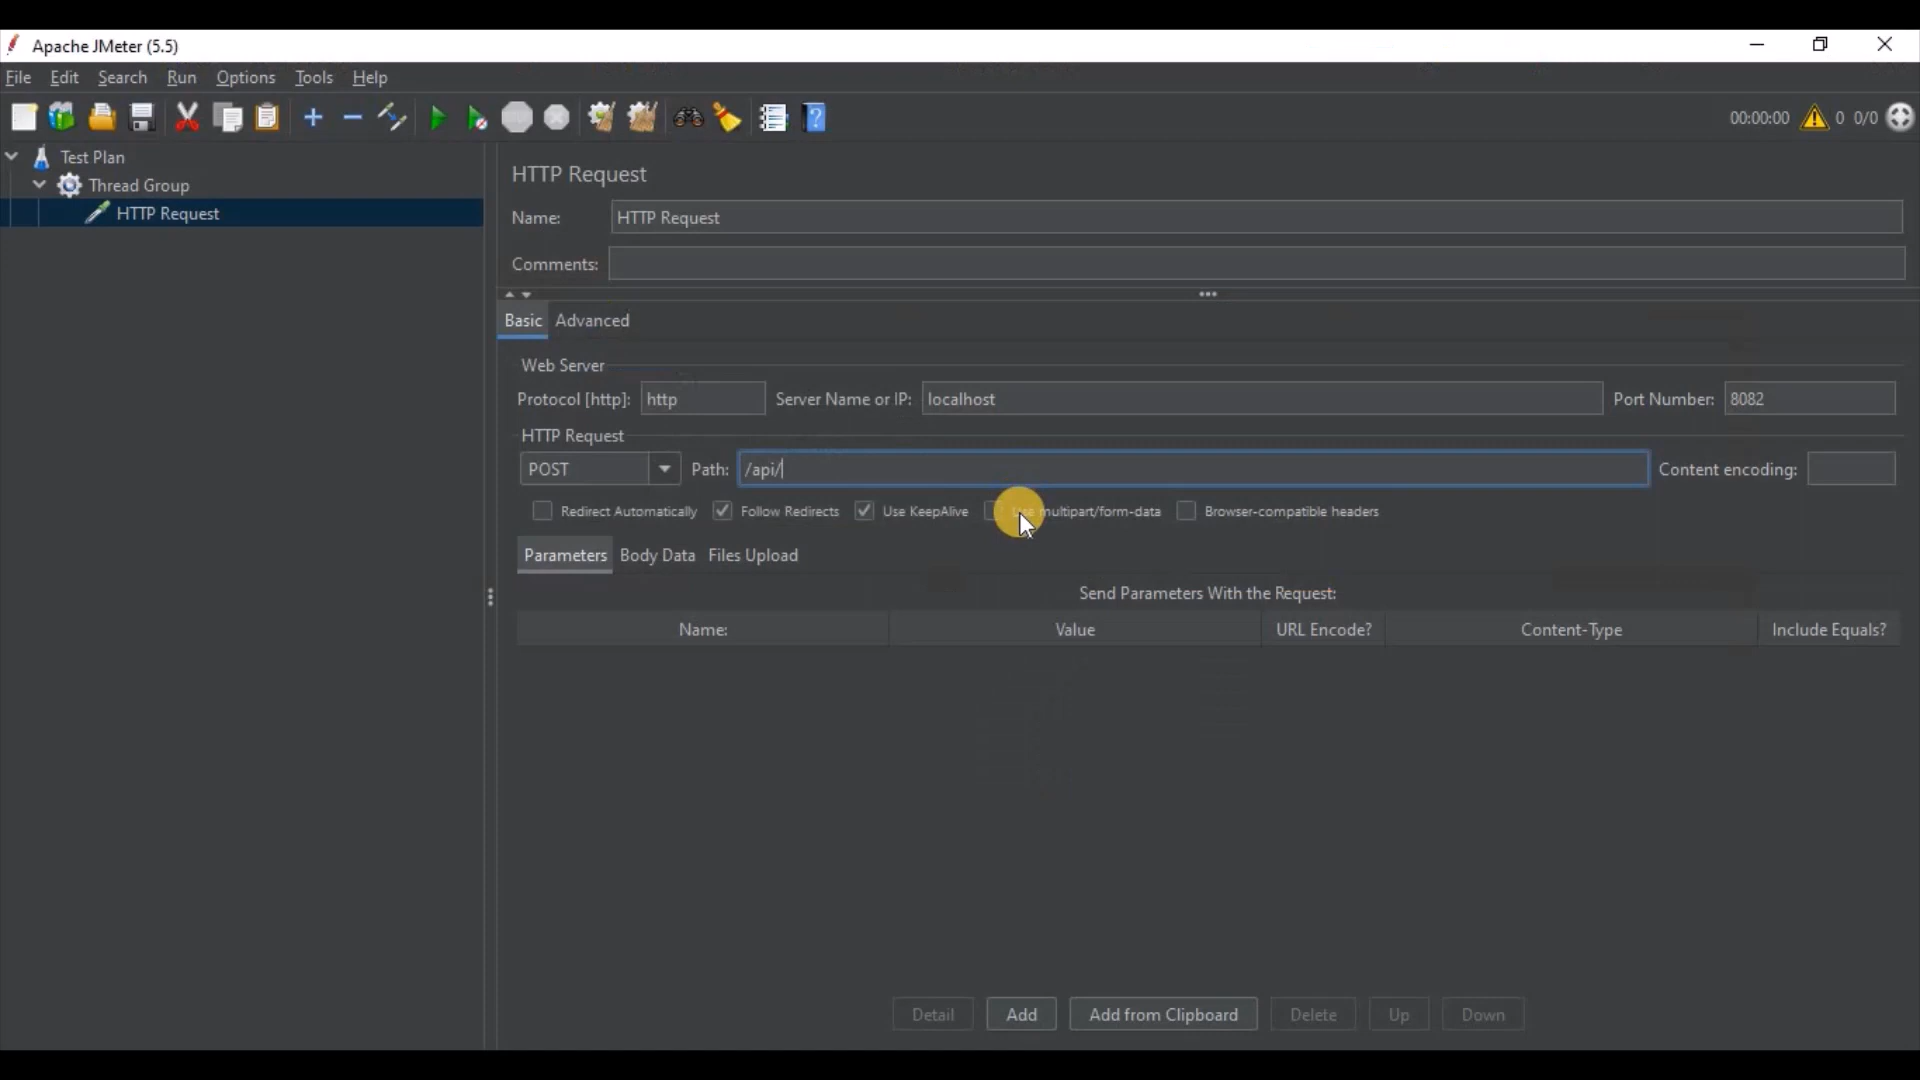 Apache JMeter (5.5)
File Edit Search Run Options Tools Help
00:00:00 0 0/0
Test Plan
Thread Group
HTTP Request
HTTP Request
Name: HTTP Request
Comments:
Basic Advanced
Web Server
Protocol [http]: http Server Name or IP: localhost Port Number: 8082
HTTP Request
POST Path: /api/ Content encoding:
Redirect Automatically Follow Redirects Use KeepAlive Use multipart/form-data Browser-compatible headers
Parameters Body Data Files Upload
Send Parameters With the Request:
Name: Value URL Encode? Content-Type Include Equals?
Detail Add Add from Clipboard Delete Up Down